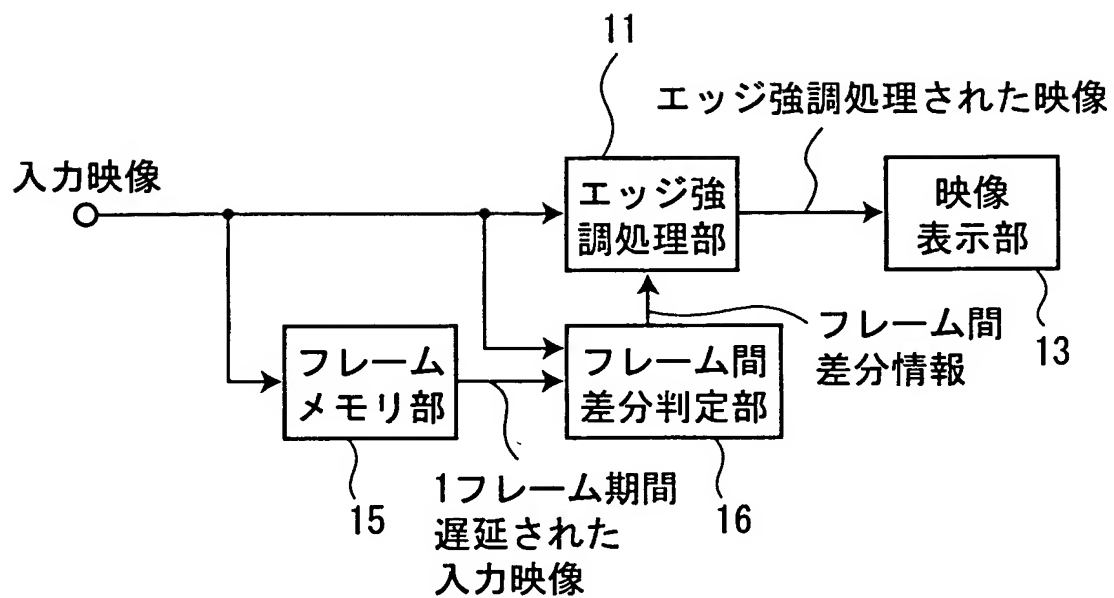 11
エッジ強調処理された映像
入力映像
エッジ強
調処理部
映像
表示部
フレーム間
差分情報
13
フレーム
メモリ部
フレーム間
差分判定部
15
1フレーム期間
遅延された
入力映像
16